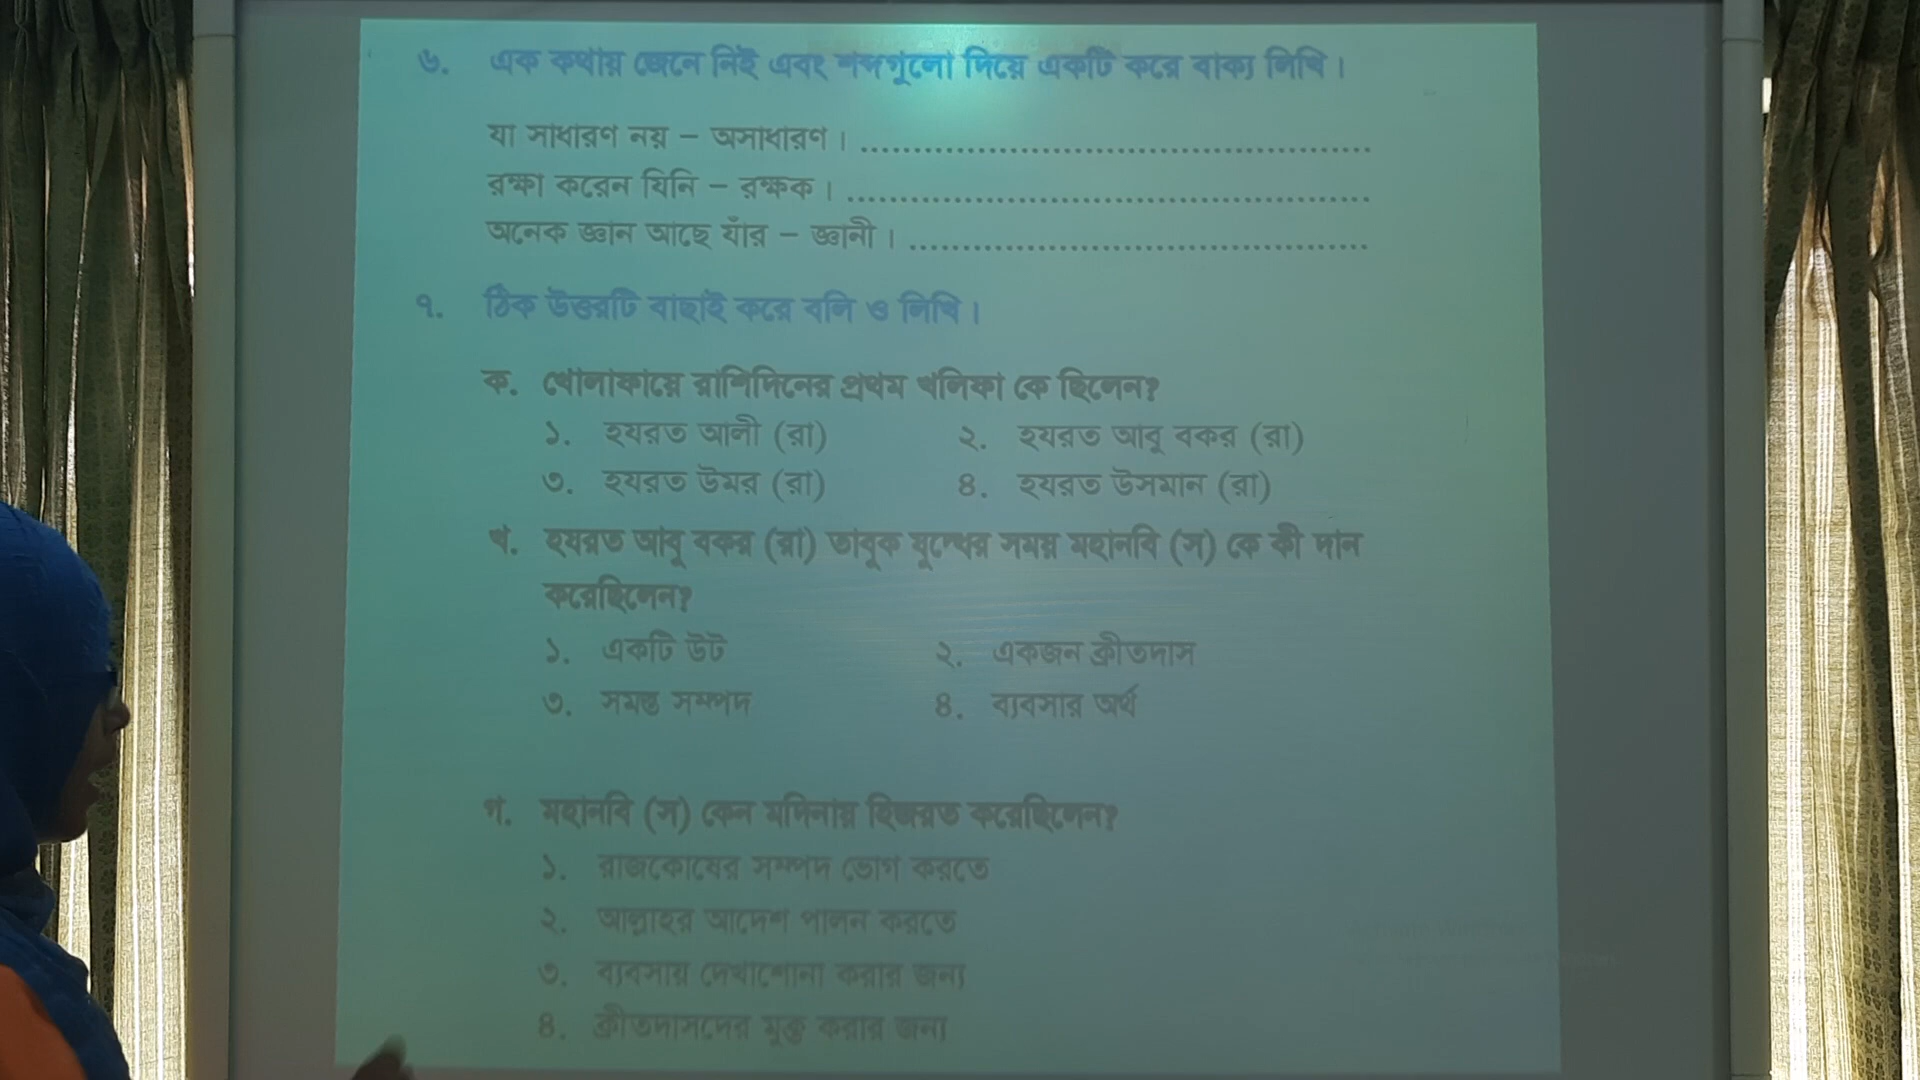 ৬. এক কথায় জেনে নিই এবং শব্দগুলো দিয়ে একটি করে বাক্য লিখি।
যা সাধারণ নয় – অসাধারণ। ....................................................
রক্ষা করেন যিনি – রক্ষক। ....................................................
অনেক জ্ঞান আছে যাঁর – জ্ঞানী। ..............................................
৭. ঠিক উত্তরটি বাছাই করে বলি ও লিখি।
ক. খোলাফায়ে রাশিদিনের প্রথম খলিফা কে ছিলেন?
১. হযরত আলী (রা) ২. হযরত আবু বকর (রা)
৩. হযরত উমর (রা) ৪. হযরত উসমান (রা)
খ. হযরত আবু বকর (রা) তাবুক যুদ্ধের সময় মহানবি (স) কে কী দান
করেছিলেন?
১. একটি উট ২. একজন ক্রীতদাস
৩. সমস্ত সম্পদ ৪. ব্যবসার অর্থ
গ. মহানবি (স) কেন মদিনায় হিজরত করেছিলেন?
১. রাজকোষের সম্পদ ভোগ করতে
২. আল্লাহর আদেশ পালন করতে
৩. ব্যবসায় দেখাশোনা করার জন্য
৪. ক্রীতদাসদের মুক্ত করার জন্য